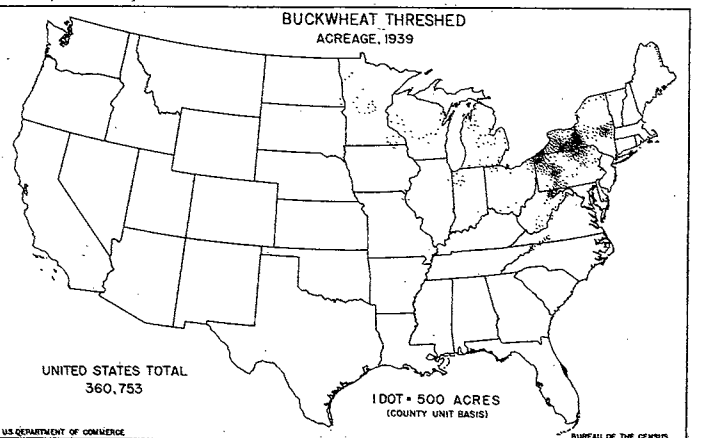 BUCKWHEAT THRESHED
ACREAGE, 1939
UNITED STATES TOTAL
360,753
1 DOT = 500 ACRES
(COUNTY UNIT BASIS)
U.S. DEPARTMENT OF COMMERCE
BUREAU OF THE CENSUS